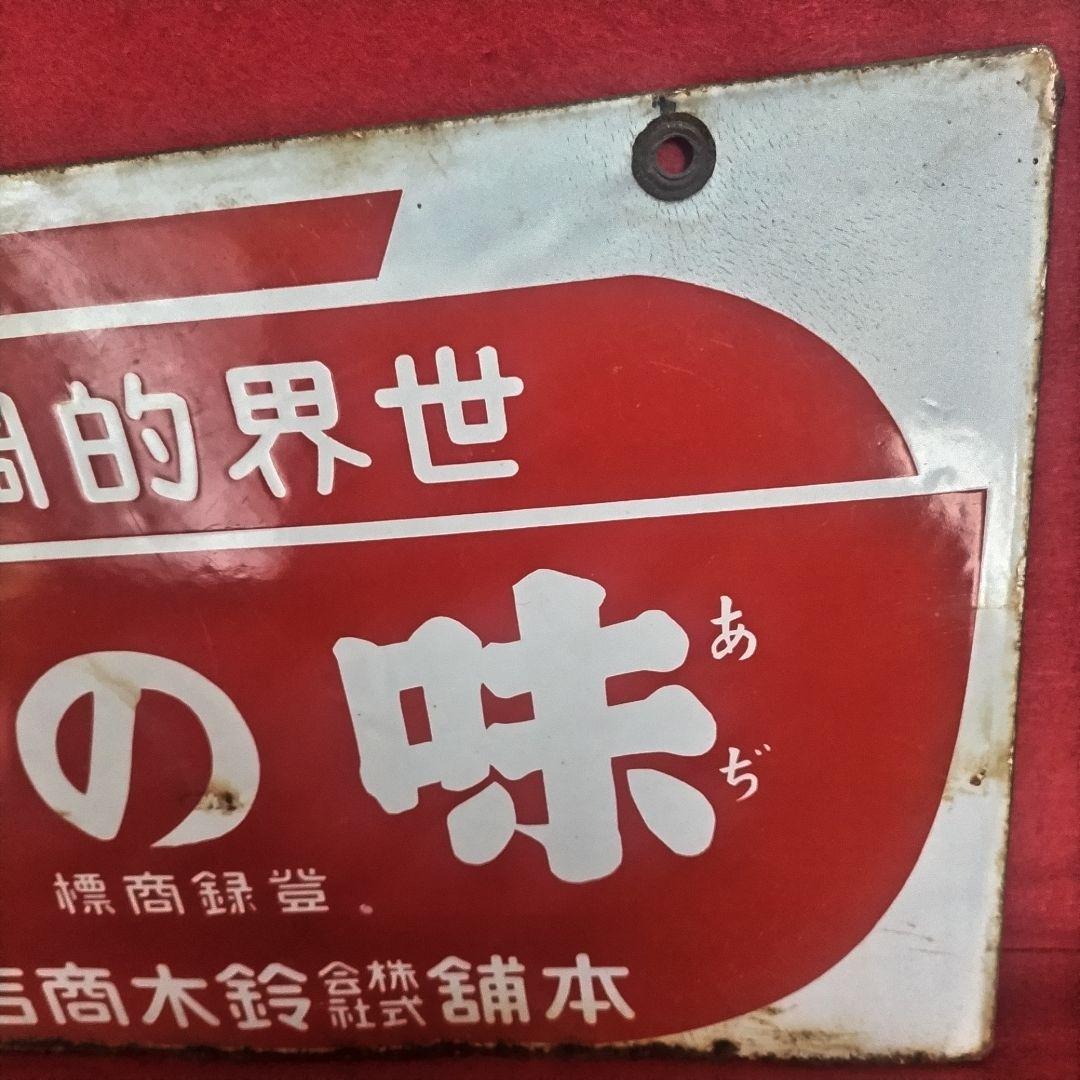 世界的
あぢ
味の
登録商標
本舗株式会社鈴木商